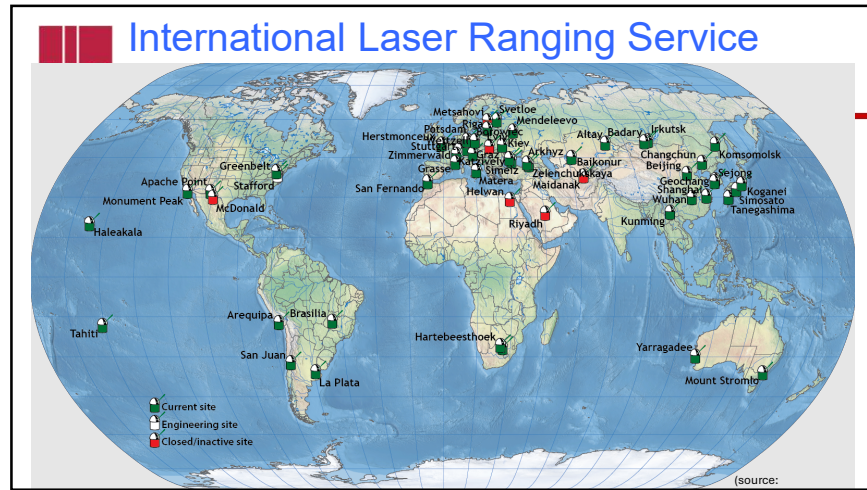 International Laser Ranging Service
Metsahovi
Svetloe
Riga
Mendeleevo
Potsdam
Borowiec
Herstmonceux
Stuttgart
Kiev
Zimmerwald
Graz
Katzively
Grasse
Simeiz
Matera
San Fernando
Helwan
Arkhyz
Zelenchukskaya
Baikonur
Maidanak
Riyadh
Altay
Badary
Irkutsk
Komsomolsk
Changchun
Beijing
Sejong
Geochang
Shanghai
Wuhan
Koganei
Simosato
Tanegashima
Kunming
Greenbelt
Stafford
Apache Point
Monument Peak
McDonald
Haleakala
Tahiti
Arequipa
Brasilia
San Juan
La Plata
Hartebeesthoek
Yarragadee
Mount Stromlo
Current site
Engineering site
Closed/inactive site
(source: